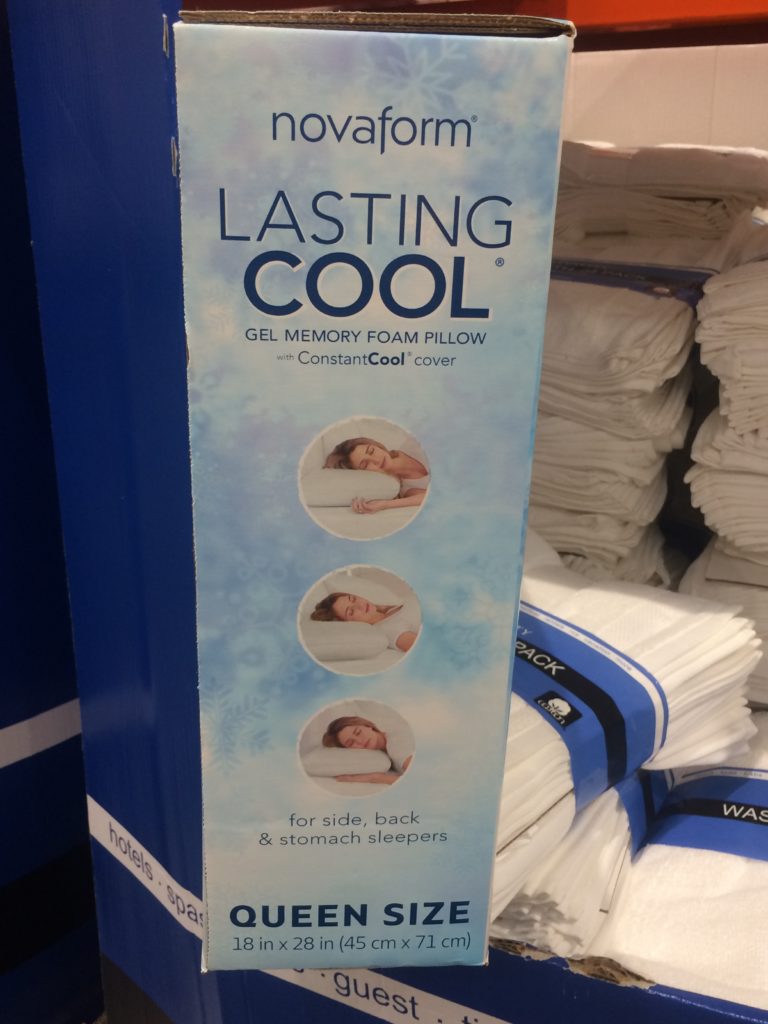 novaform®
LASTING
COOL®
GEL MEMORY FOAM PILLOW
with ConstantCool® cover
for side, back
& stomach sleepers
QUEEN SIZE
18 in x 28 in (45 cm x 71 cm)
PACK
WAS
hotels · spas
guest